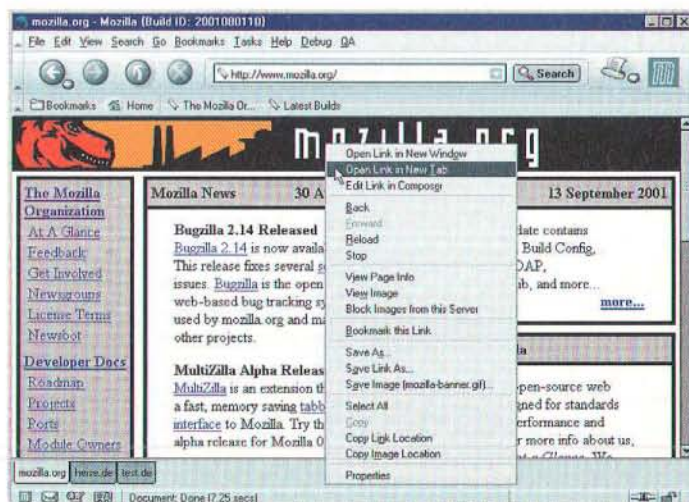 mozilla.org - Mozilla {Build ID: 2001080110}
File Edit View Search Go Bookmarks Tasks Help Debug QA
http://www.mozilla.org/ Search
Bookmarks Home The Mozilla Or... Latest Builds
mozilla.org
The Mozilla Organization
At A Glance
Feedback
Get Involved
Newsgroups
License Terms
Newsbot
Developer Docs
Roadmap
Projects
Ports
Module Owners
Mozilla News 30 A
Bugzilla 2.14 Released
Bugzilla 2.14 is now availa
This release fixes several
issues. Bugzilla is the open
web-based bug tracking sy
used by mozilla.org and ma
other projects.
MultiZilla Alpha Releas
MultiZilla is an extension th
a fast, memory saving tabb
interface to Mozilla. Try th
alpha release for Mozilla 0
Open Link in New Window
Open Link in New Tab
Edit Link in Composer
Back
Forward
Reload
Stop
View Page Info
View Image
Block Images from this Server
Bookmark this Link
Save As...
Save Link As...
Save Image (mozilla-banner.gif)...
Select All
Copy
Copy Link Location
Copy Image Location
Properties
13 September 2001
date contains
Build Config,
DAP,
ab, and more...
more...
la
pen-source web
gned for standards
erformance and
r more info about us,
mozilla.org heise.de test.de
Document: Done (7.25 secs)